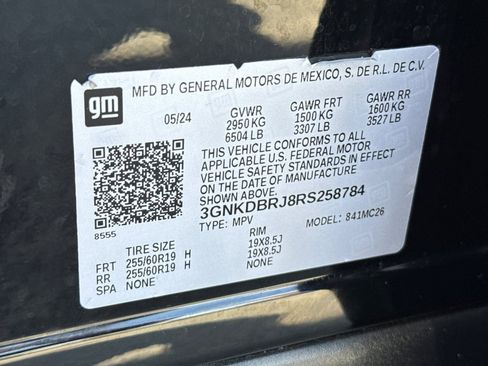 gm
MFD BY GENERAL MOTORS DE MEXICO, S. DE R.L. DE C.V.
05/24 GVWR GAWR FRT GAWR RR
2950 KG 1500 KG 1600 KG
6504 LB 3307 LB 3527 LB
THIS VEHICLE CONFORMS TO ALL
APPLICABLE U.S. FEDERAL MOTOR
VEHICLE SAFETY STANDARDS IN EFFECT
ON THE DATE OF MANUFACTURE
SHOWN ABOVE.
3GNKDBRJ8RS258784
8555 TYPE: MPV MODEL: 841MC26
TIRE SIZE RIM
FRT 255/60R19 H 19X8.5J
RR 255/60R19 H 19X8.5J
SPA NONE NONE